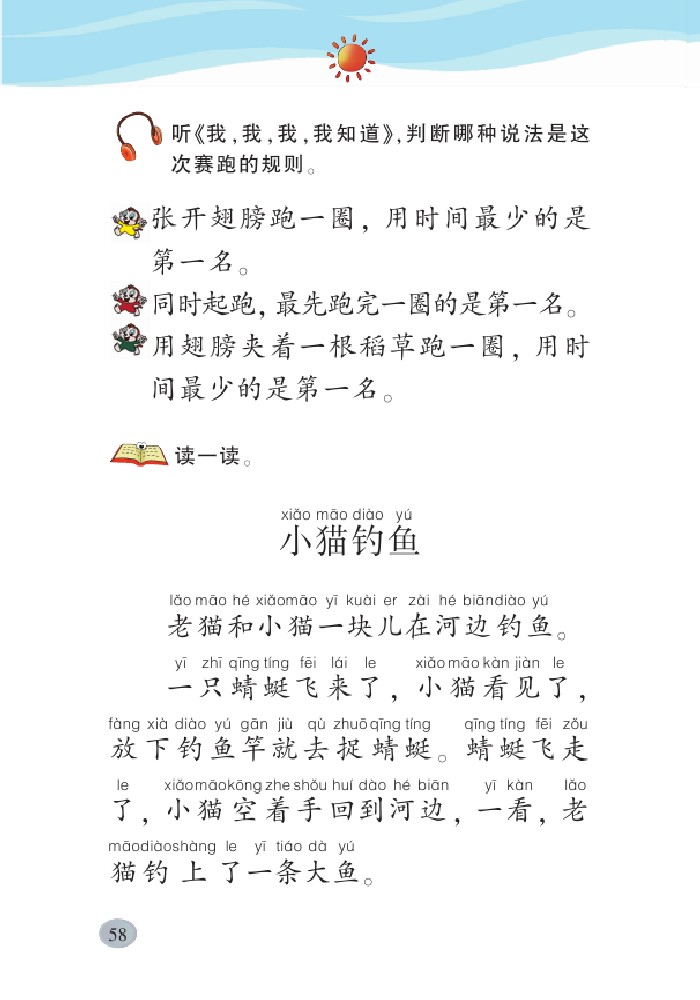 听《我,我,我,我知道》,判断哪种说法是这
次赛跑的规则。
张开翅膀跑一圈，用时间最少的是
第一名。
同时起跑，最先跑完一圈的是第一名。
用翅膀夹着一根稻草跑一圈，用时
间最少的是第一名。
读一读。
xiǎo māo diào yú
小猫钓鱼
lǎo māo hé xiǎomāo yī kuài er zài hé biāndiào yú
老猫和小猫一块儿在河边钓鱼。
yī zhī qīng tíng fēi lái le xiǎo māo kàn jiàn le
一只蜻蜓飞来了，小猫看见了，
fàng xià diào yú gān jiù qù zhuō qīng tíng qīng tíng fēi zǒu
放下钓鱼竿就去捉蜻蜓。蜻蜓飞走
le xiǎomāokōng zhe shǒu huí dào hé biān yī kàn lǎo
了，小猫空着手回到河边，一看，老
māodiàoshàng le yī tiáo dà yú
猫钓上了一条大鱼。
58